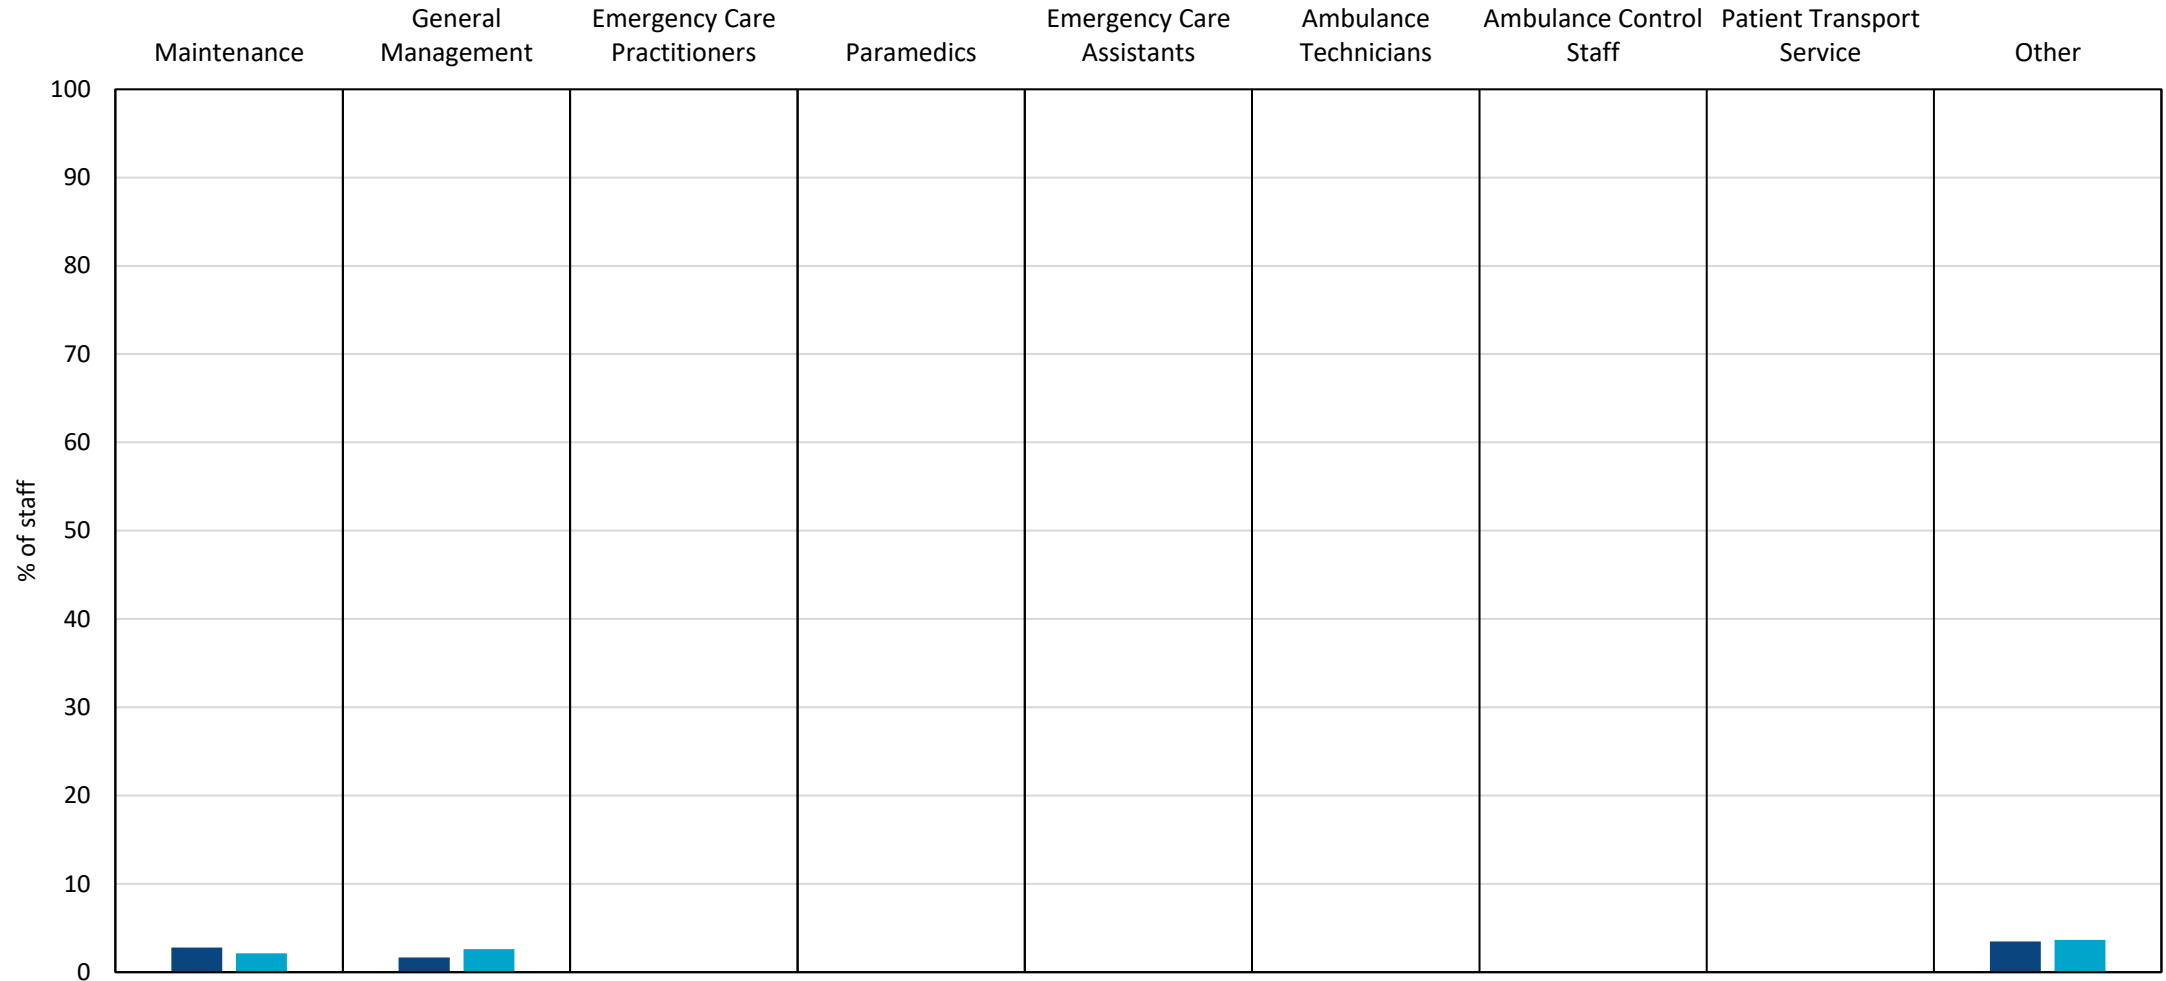 Maintenance
General
Management
Emergency Care
Practitioners
Paramedics
Emergency Care
Assistants
Ambulance
Technicians
Ambulance Control
Staff
Patient Transport
Service
Other
100
90
80
70
60
50
40
30
20
10
0
% of staff